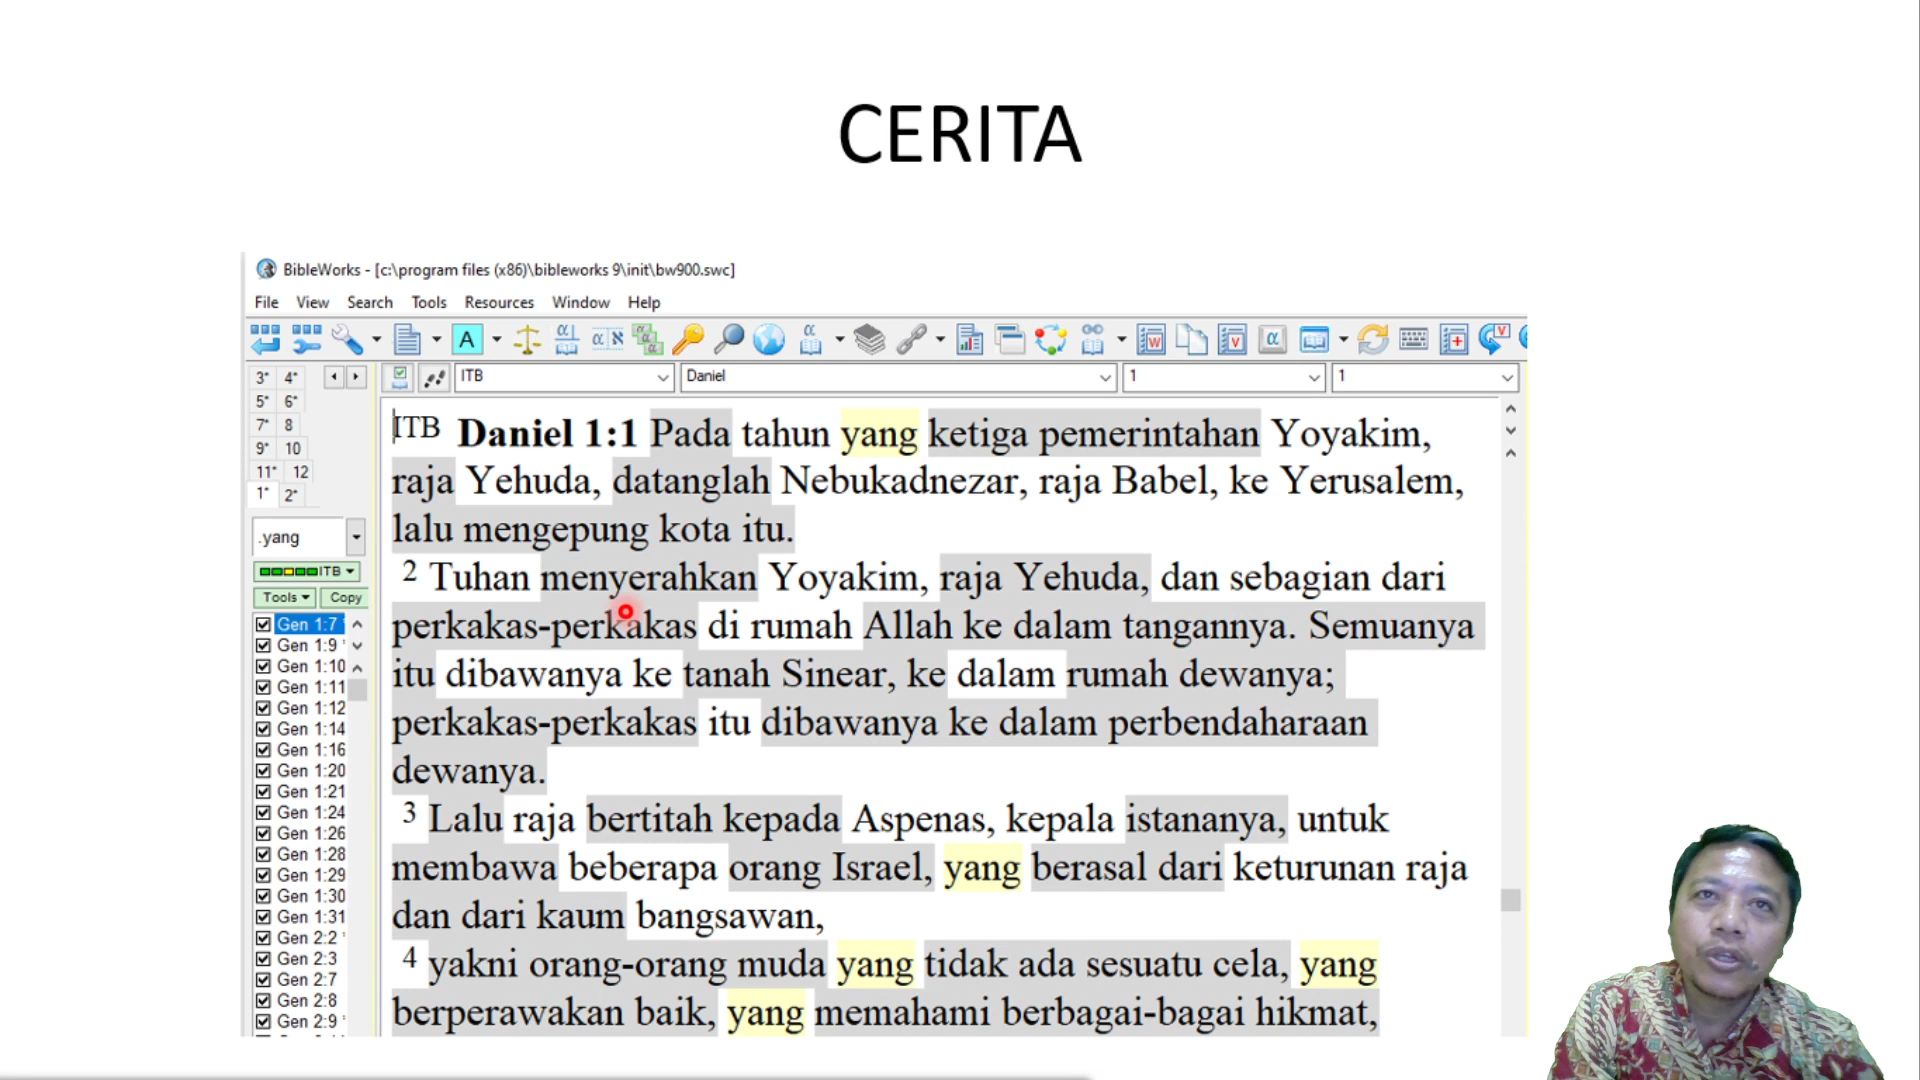 CERITA
BibleWorks - [c:\program files (x86)\bibleworks 9\init\bw900.swc]
File View Search Tools Resources Window Help
3* 4*
5* 6*
7* 8
9* 10
11* 12
1* 2*
.yang
ITB
Tools Copy
Gen 1:7
Gen 1:9
Gen 1:10
Gen 1:11
Gen 1:12
Gen 1:14
Gen 1:16
Gen 1:20
Gen 1:21
Gen 1:24
Gen 1:26
Gen 1:28
Gen 1:29
Gen 1:30
Gen 1:31
Gen 2:2
Gen 2:3
Gen 2:7
Gen 2:8
Gen 2:9
ITB Daniel 1 1
ITB Daniel 1:1 Pada tahun yang ketiga pemerintahan Yoyakim,
raja Yehuda, datanglah Nebukadnezar, raja Babel, ke Yerusalem,
lalu mengepung kota itu.
2 Tuhan menyerahkan Yoyakim, raja Yehuda, dan sebagian dari
perkakas-perkakas di rumah Allah ke dalam tangannya. Semuanya
itu dibawanya ke tanah Sinear, ke dalam rumah dewanya;
perkakas-perkakas itu dibawanya ke dalam perbendaharaan
dewanya.
3 Lalu raja bertitah kepada Aspenas, kepala istananya, untuk
membawa beberapa orang Israel, yang berasal dari keturunan raja
dan dari kaum bangsawan,
4 yakni orang-orang muda yang tidak ada sesuatu cela, yang
berperawakan baik, yang memahami berbagai-bagai hikmat,